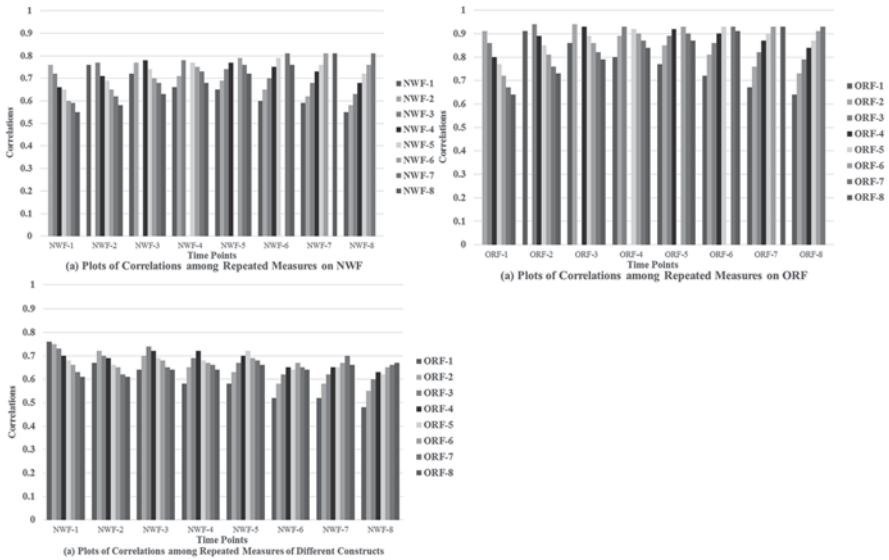 1
0.9
0.8
0.7
0.6
0.5
0.4
0.3
0.2
0.1
0
Correlations
NWF-1 NWF-2 NWF-3 NWF-4 NWF-5 NWF-6 NWF-7 NWF-8
Time Points
(a) Plots of Correlations among Repeated Measures on NWF
NWF-1
NWF-2
NWF-3
NWF-4
NWF-5
NWF-6
NWF-7
NWF-8
1
0.9
0.8
0.7
0.6
0.5
0.4
0.3
0.2
0.1
0
Correlations
ORF-1 ORF-2 ORF-3 ORF-4 ORF-5 ORF-6 ORF-7 ORF-8
Time Points
(a) Plots of Correlations among Repeated Measures on ORF
ORF-1
ORF-2
ORF-3
ORF-4
ORF-5
ORF-6
ORF-7
ORF-8
1
0.9
0.8
0.7
0.6
0.5
0.4
0.3
0.2
0.1
0
Correlations
NWF-1 NWF-2 NWF-3 NWF-4 NWF-5 NWF-6 NWF-7 NWF-8
Time Points
(a) Plots of Correlations among Repeated Measures of Different Constructs
ORF-1
ORF-2
ORF-3
ORF-4
ORF-5
ORF-6
ORF-7
ORF-8